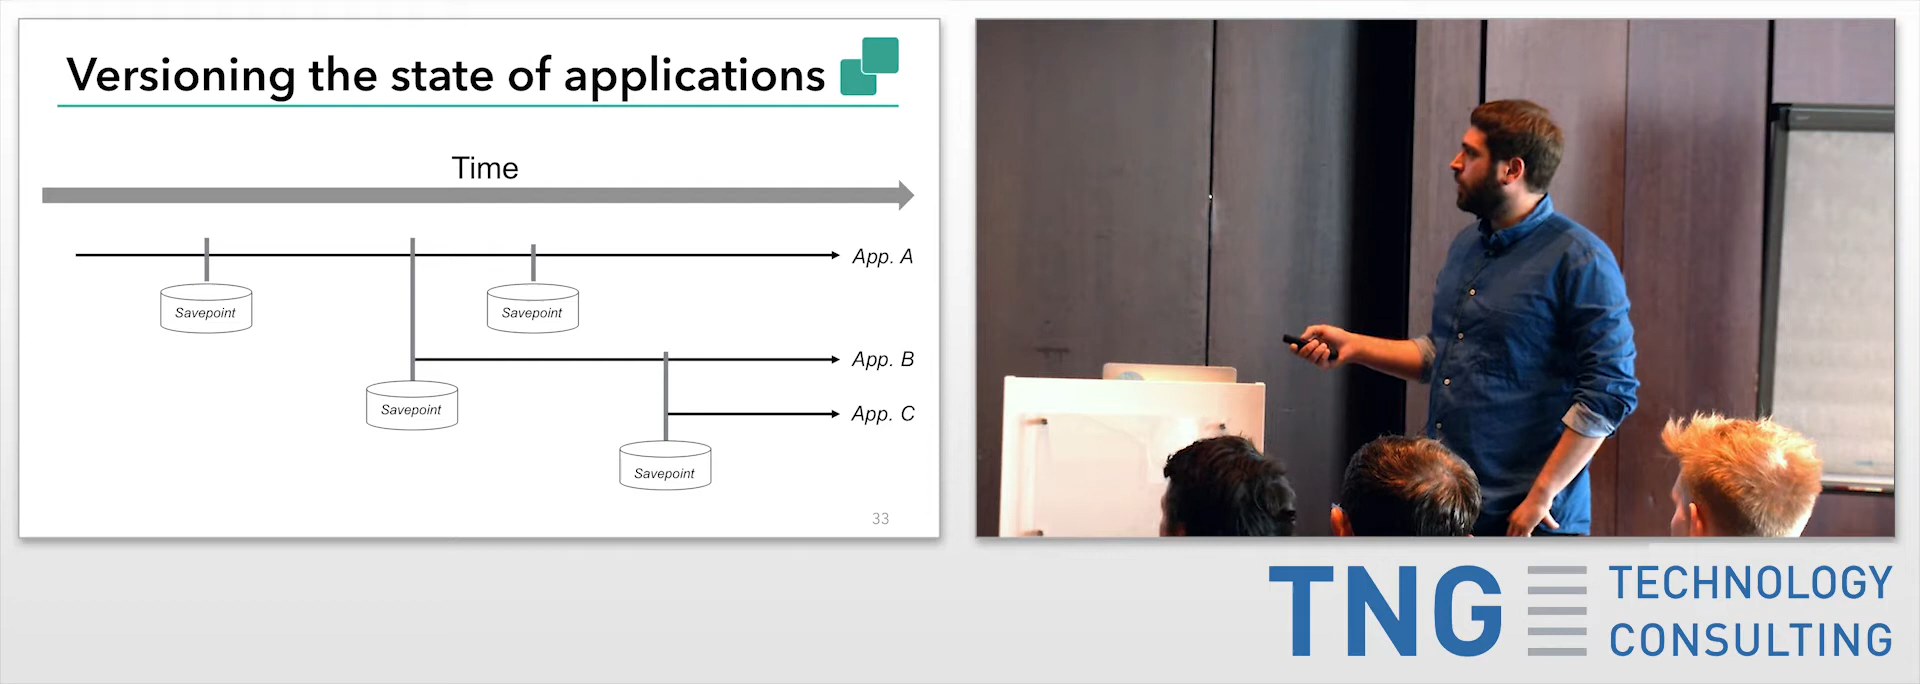 Versioning the state of applications
Time
App. A
Savepoint
Savepoint
App. B
Savepoint
App. C
Savepoint
33
TNG TECHNOLOGY
CONSULTING